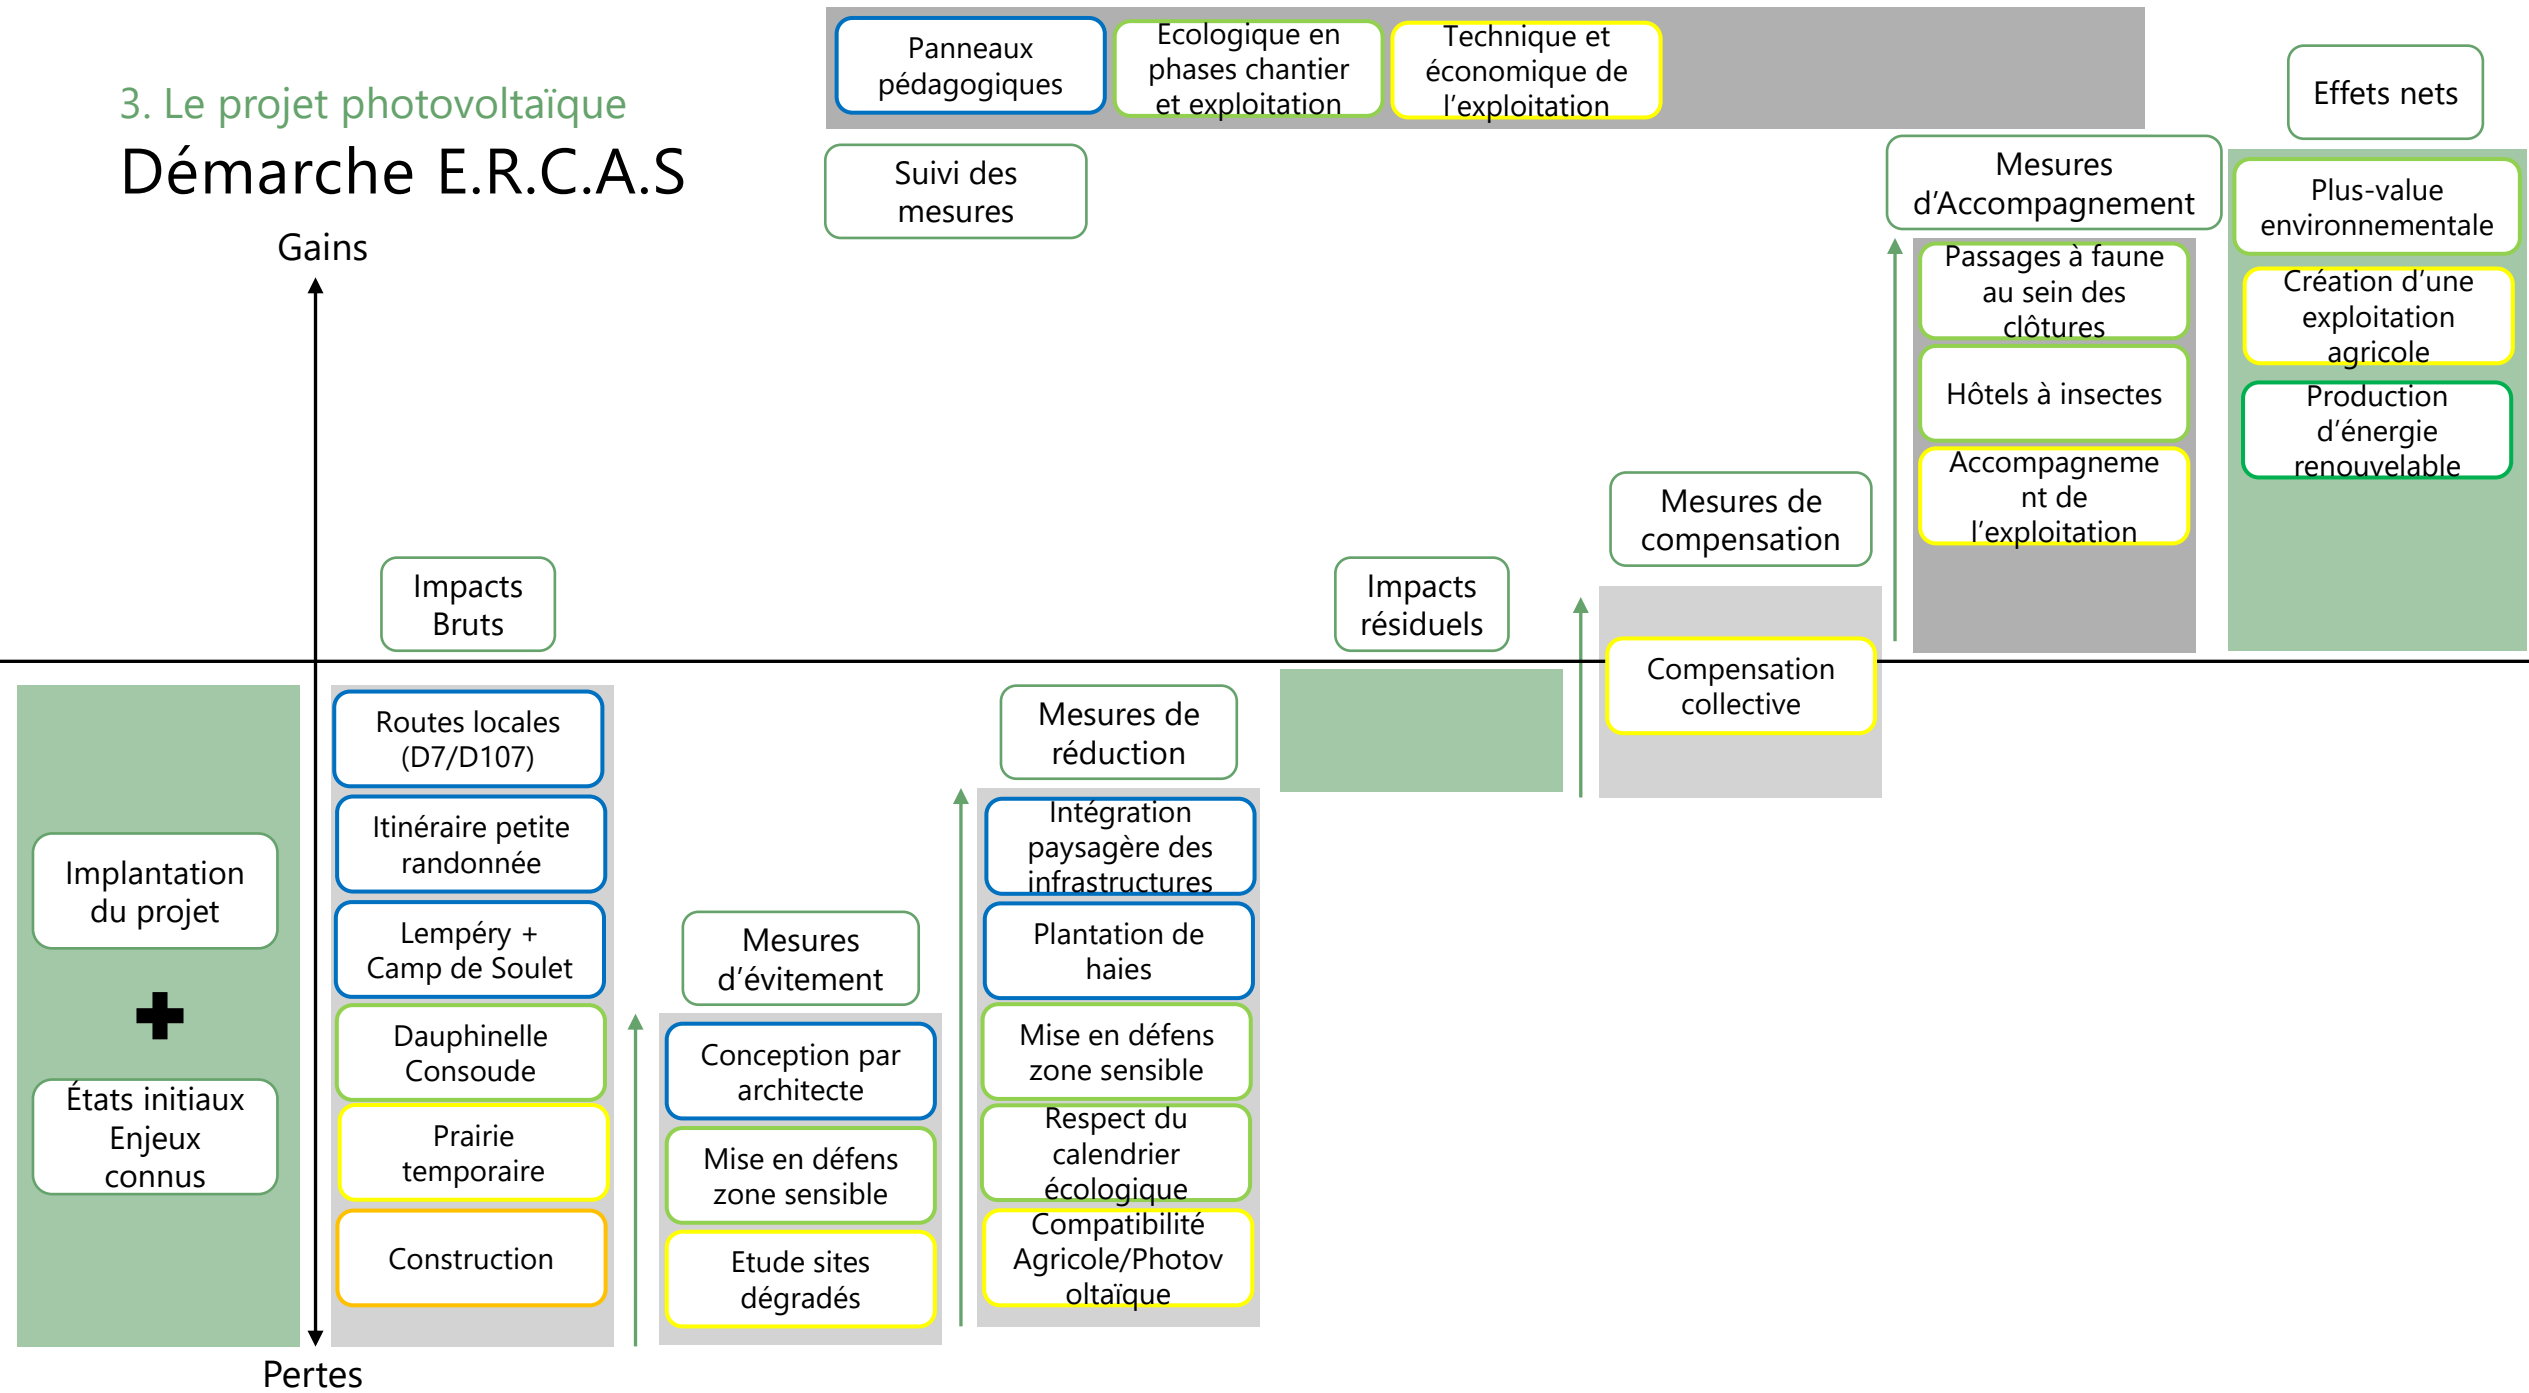 3. Le projet photovoltaïque
Démarche E.R.C.A.S
Panneaux
pédagogiques
Ecologique en
phases chantier
et exploitation
Technique et
économique de
l'exploitation
Suivi des
mesures
Gains
Pertes
Implantation
du projet
États initiaux
Enjeux
connus
Impacts
Bruts
Routes locales
(D7/D107)
Itinéraire petite
randonnée
Lempéry +
Camp de Soulet
Dauphinelle
Consoude
Prairie
temporaire
Construction
Mesures
d'évitement
Conception par
architecte
Mise en défens
zone sensible
Etude sites
dégradés
Mesures de
réduction
Intégration
paysagère des
infrastructures
Plantation de
haies
Mise en défens
zone sensible
Respect du
calendrier
écologique
Compatibilité
Agricole/Photov
oltaïque
Impacts
résiduels
Mesures de
compensation
Compensation
collective
Mesures
d'Accompagnement
Passages à faune
au sein des
clôtures
Hôtels à insectes
Accompagneme
nt de
l'exploitation
Effets nets
Plus-value
environnementale
Création d'une
exploitation
agricole
Production
d'énergie
renouvelable